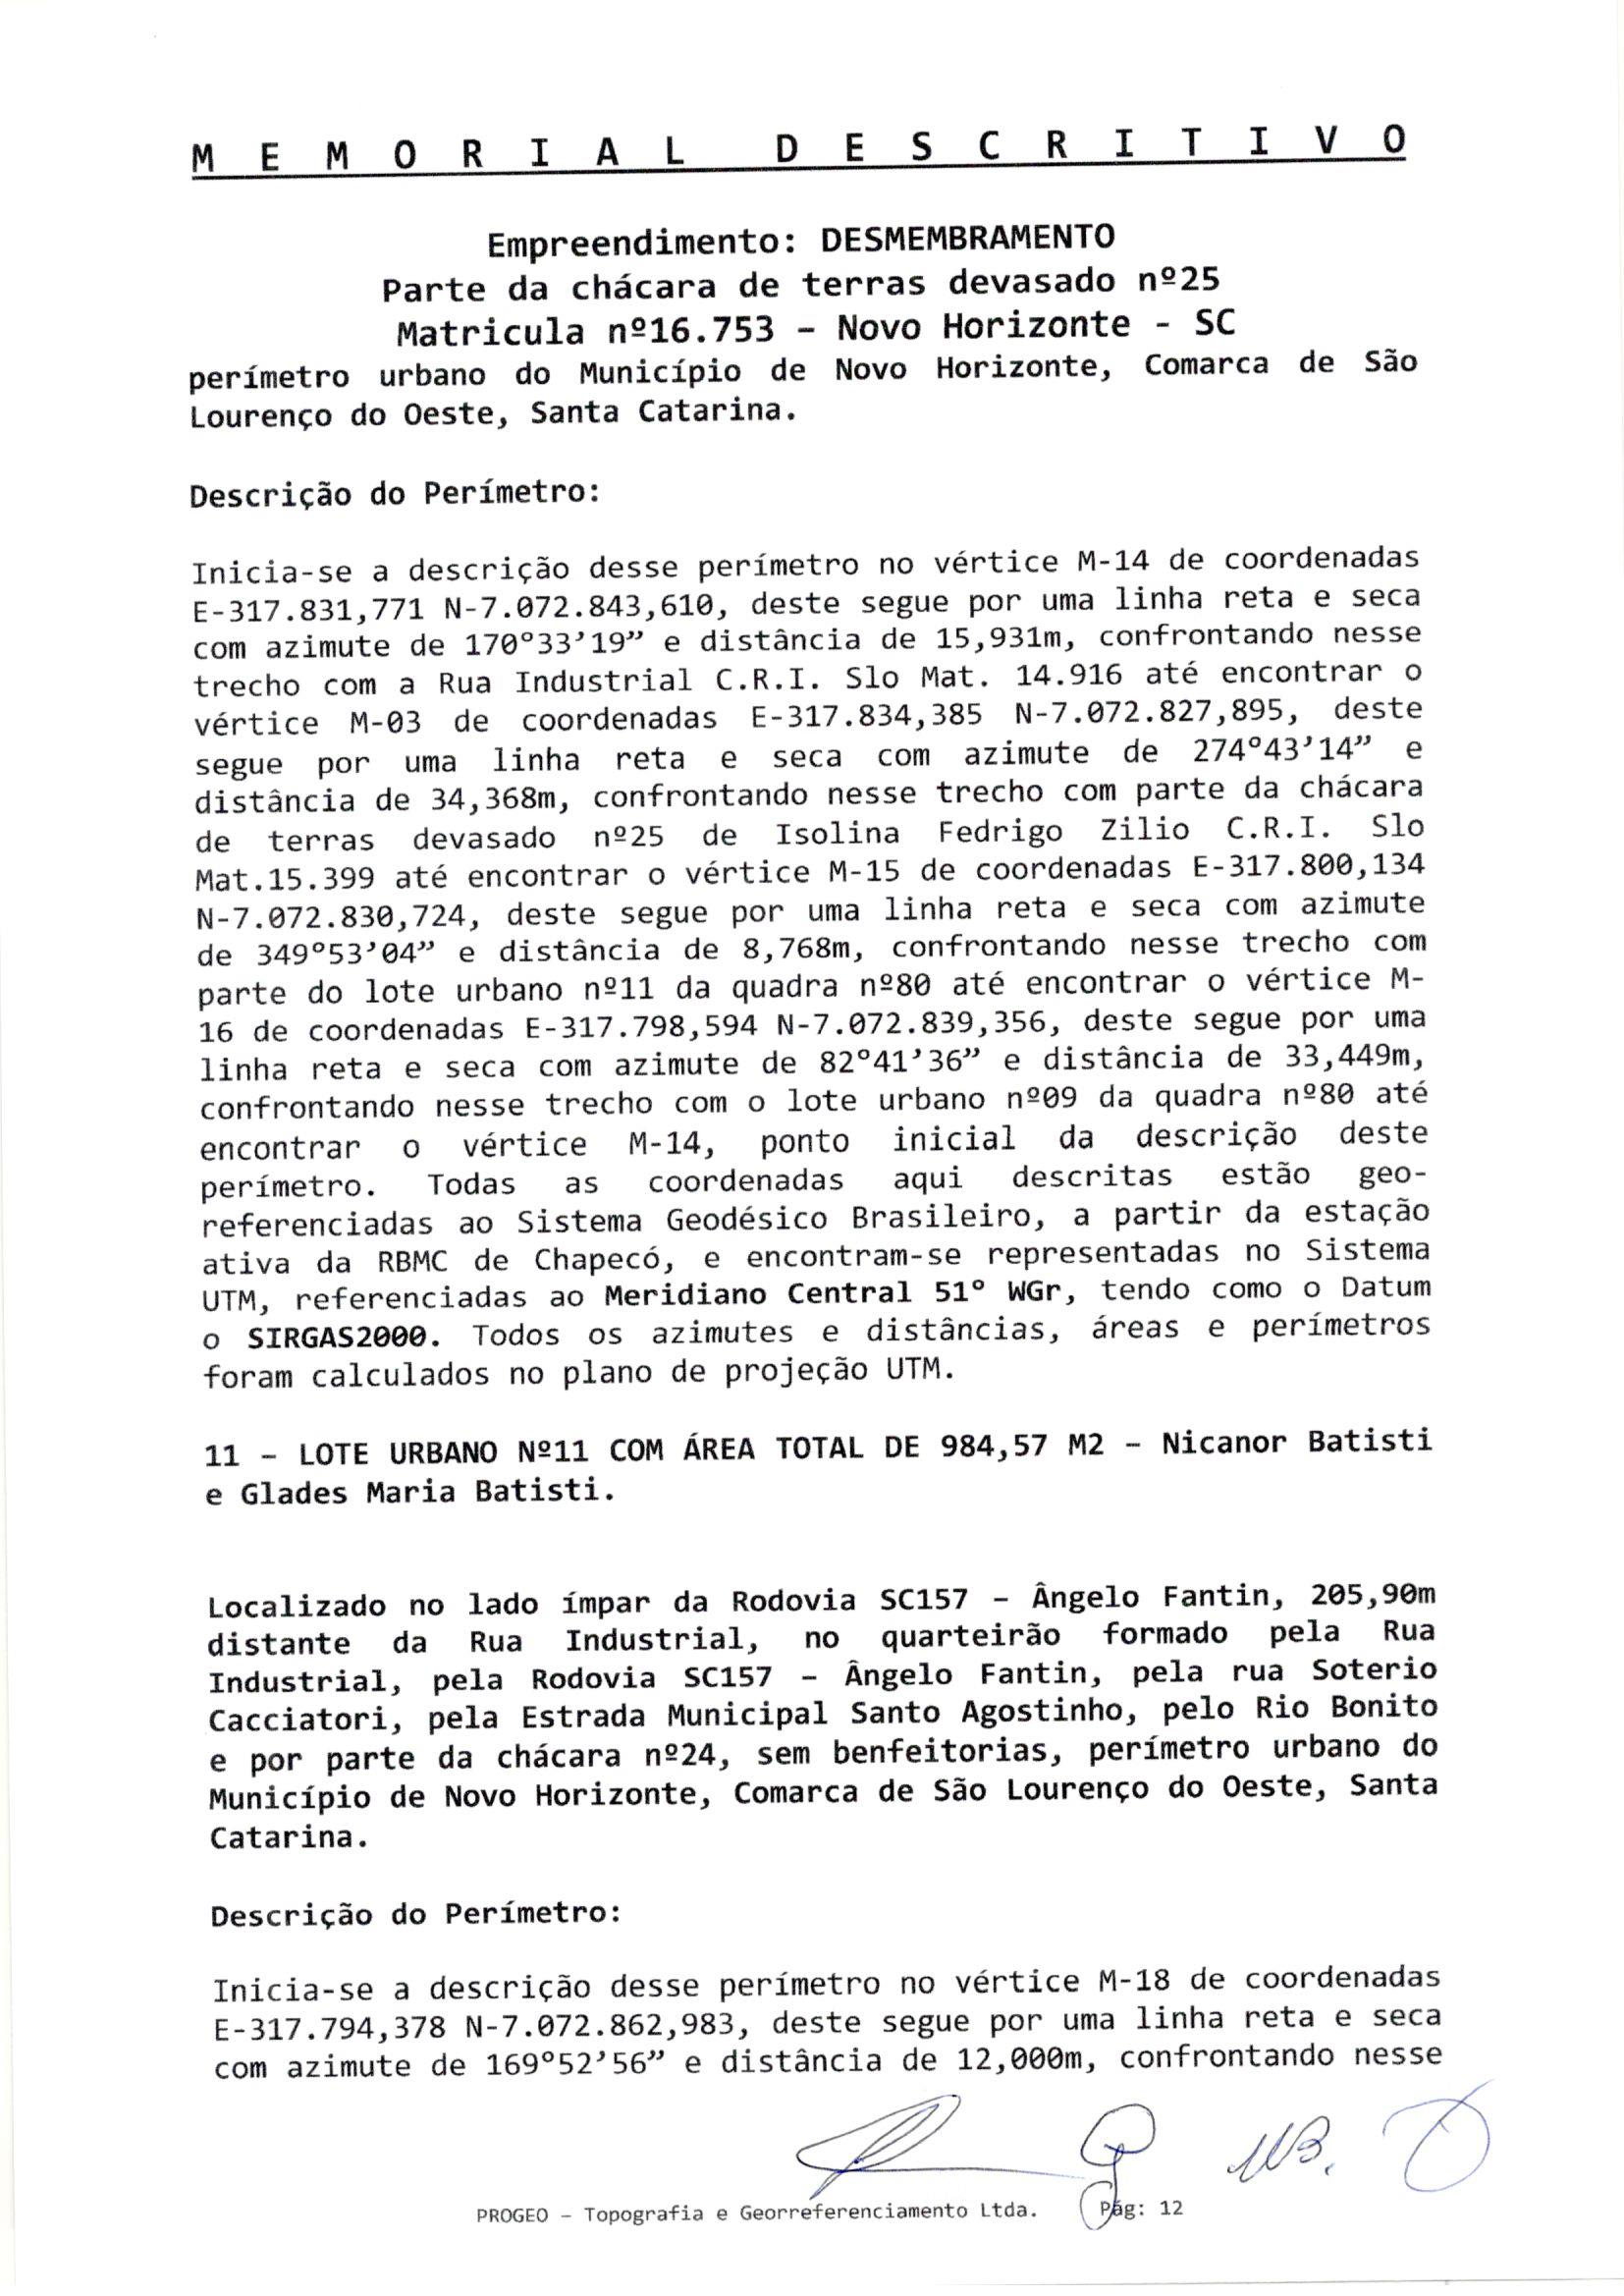 M E M O R I A L D E S C R I T I V O
Empreendimento: DESMEMBRAMENTO
Parte da chácara de terras devasado nº25
Matricula nº16.753 – Novo Horizonte - SC
perímetro urbano do Município de Novo Horizonte, Comarca de São
Lourenço do Oeste, Santa Catarina.
Descrição do Perímetro:
Inicia-se a descrição desse perímetro no vértice M-14 de coordenadas
E-317.831,771 N-7.072.843,610, deste segue por uma linha reta e seca
com azimute de 170°33’19” e distância de 15,931m, confrontando nesse
trecho com a Rua Industrial C.R.I. Slo Mat. 14.916 até encontrar o
vértice M-03 de coordenadas E-317.834,385 N-7.072.827,895, deste
segue por uma linha reta e seca com azimute de 274°43’14” e
distância de 34,368m, confrontando nesse trecho com parte da chácara
de terras devasado nº25 de Isolina Fedrigo Zilio C.R.I. Slo
Mat.15.399 até encontrar o vértice M-15 de coordenadas E-317.800,134
N-7.072.830,724, deste segue por uma linha reta e seca com azimute
de 349°53’04” e distância de 8,768m, confrontando nesse trecho com
parte do lote urbano nº11 da quadra nº80 até encontrar o vértice M-
16 de coordenadas E-317.798,594 N-7.072.839,356, deste segue por uma
linha reta e seca com azimute de 82°41’36” e distância de 33,449m,
confrontando nesse trecho com o lote urbano nº09 da quadra nº80 até
encontrar o vértice M-14, ponto inicial da descrição deste
perímetro. Todas as coordenadas aqui descritas estão geo-
referenciadas ao Sistema Geodésico Brasileiro, a partir da estação
ativa da RBMC de Chapecó, e encontram-se representadas no Sistema
UTM, referenciadas ao Meridiano Central 51° WGr, tendo como o Datum
o SIRGAS2000. Todos os azimutes e distâncias, áreas e perímetros
foram calculados no plano de projeção UTM.
11 – LOTE URBANO Nº11 COM ÁREA TOTAL DE 984,57 M2 – Nicanor Batisti
e Glades Maria Batisti.
Localizado no lado ímpar da Rodovia SC157 – Ângelo Fantin, 205,90m
distante da Rua Industrial, no quarteirão formado pela Rua
Industrial, pela Rodovia SC157 – Ângelo Fantin, pela rua Soterio
Cacciatori, pela Estrada Municipal Santo Agostinho, pelo Rio Bonito
e por parte da chácara nº24, sem benfeitorias, perímetro urbano do
Município de Novo Horizonte, Comarca de São Lourenço do Oeste, Santa
Catarina.
Descrição do Perímetro:
Inicia-se a descrição desse perímetro no vértice M-18 de coordenadas
E-317.794,378 N-7.072.862,983, deste segue por uma linha reta e seca
com azimute de 169°52’56” e distância de 12,000m, confrontando nesse
PROGEO – Topografia e Georreferenciamento Ltda. Pág: 12